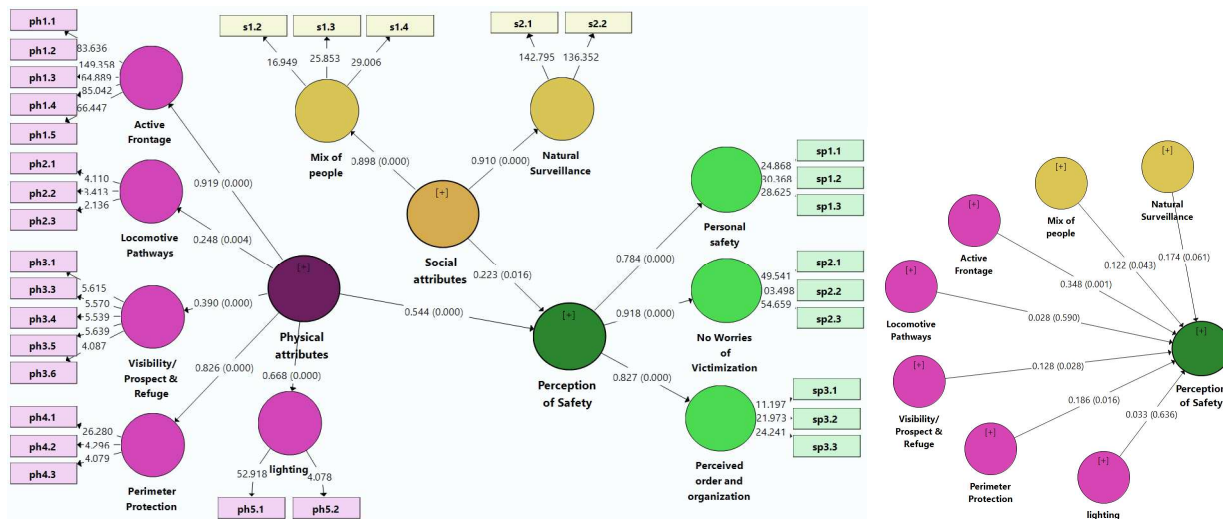 ph1.1
ph1.2
ph1.3
ph1.4
ph1.5
83.636
149.358
64.889
85.042
66.447
Active
Frontage
ph2.1
ph2.2
ph2.3
4.110
3.413
2.136
Locomotive
Pathways
ph3.1
ph3.3
ph3.4
ph3.5
ph3.6
5.615
5.570
5.539
5.639
4.087
Visibility/
Prospect &
Refuge
ph4.1
ph4.2
ph4.3
26.280
4.296
4.079
Perimeter
Protection
s1.2
s1.3
s1.4
16.949
25.853
29.006
Mix of
people
s2.1
s2.2
142.795
136.352
Natural
Surveillance
0.898 (0.000)
0.910 (0.000)
[+]
Social
attributes
0.919 (0.000)
0.248 (0.004)
0.390 (0.000)
0.826 (0.000)
0.668 (0.000)
[+]
Physical
attributes
lighting
52.918
4.078
ph5.1
ph5.2
0.223 (0.016)
0.544 (0.000)
[+]
Perception
of Safety
0.784 (0.000)
0.918 (0.000)
0.827 (0.000)
Personal
safety
24.868
30.368
28.625
sp1.1
sp1.2
sp1.3
No Worries
of
Victimization
49.541
03.498
54.659
sp2.1
sp2.2
sp2.3
Perceived
order and
organization
11.197
21.973
24.241
sp3.1
sp3.2
sp3.3
[+]
Natural
Surveillance
[+]
Mix of
people
[+]
Active
Frontage
[+]
Locomotive
Pathways
[+]
Visibility/
Prospect &
Refuge
[+]
Perimeter
Protection
[+]
lighting
0.174 (0.061)
0.122 (0.043)
0.348 (0.001)
0.028 (0.590)
0.128 (0.028)
0.186 (0.016)
0.033 (0.636)
[+]
Perception
of Safety